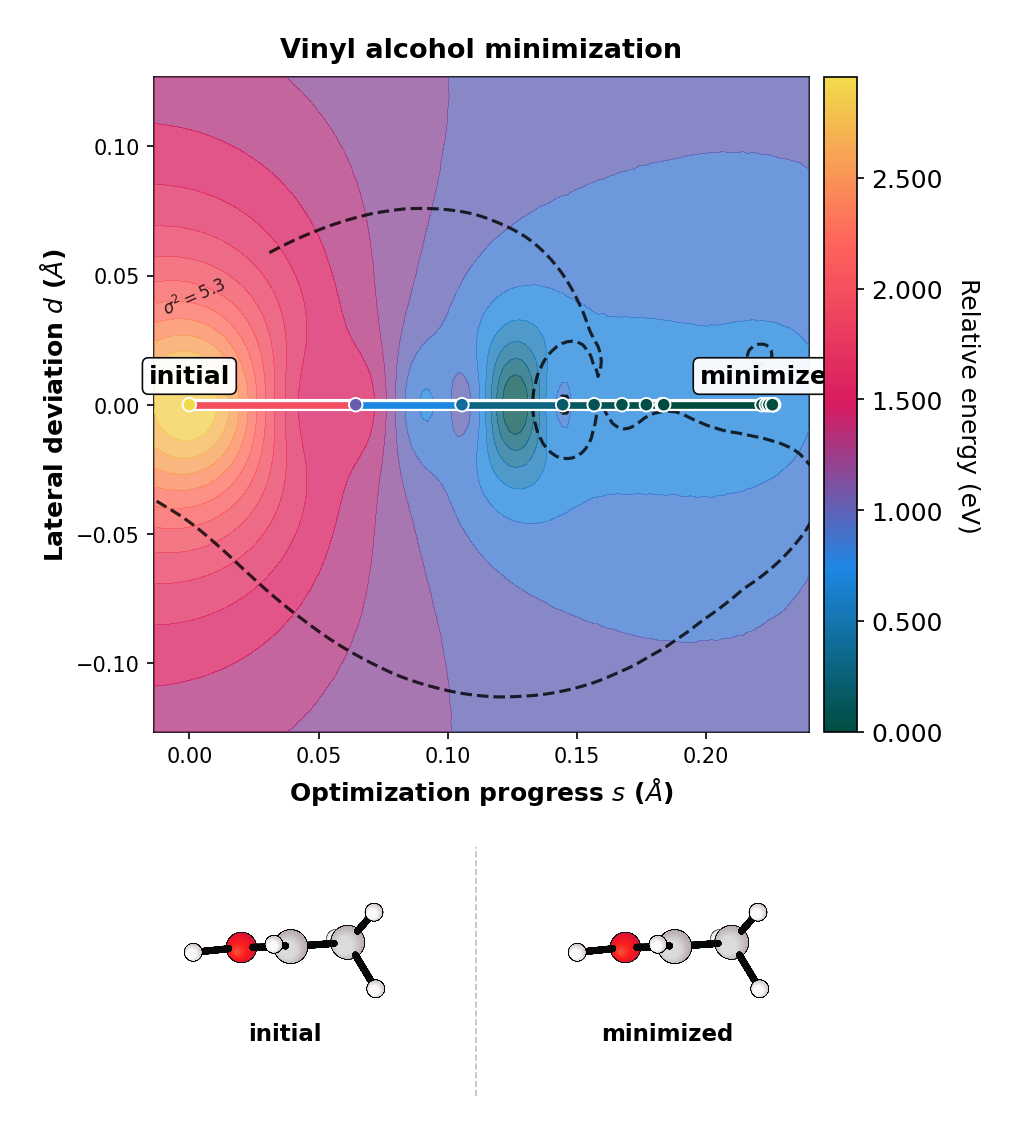 Vinyl alcohol minimization
0.10
0.05
0.00
−0.05
−0.10
Lateral deviation d (Å)
σ² = 5.3
initial
minimize
0.00
0.05
0.10
0.15
0.20
Optimization progress s (Å)
2.500
2.000
1.500
1.000
0.500
0.000
Relative energy (eV)
initial
minimized